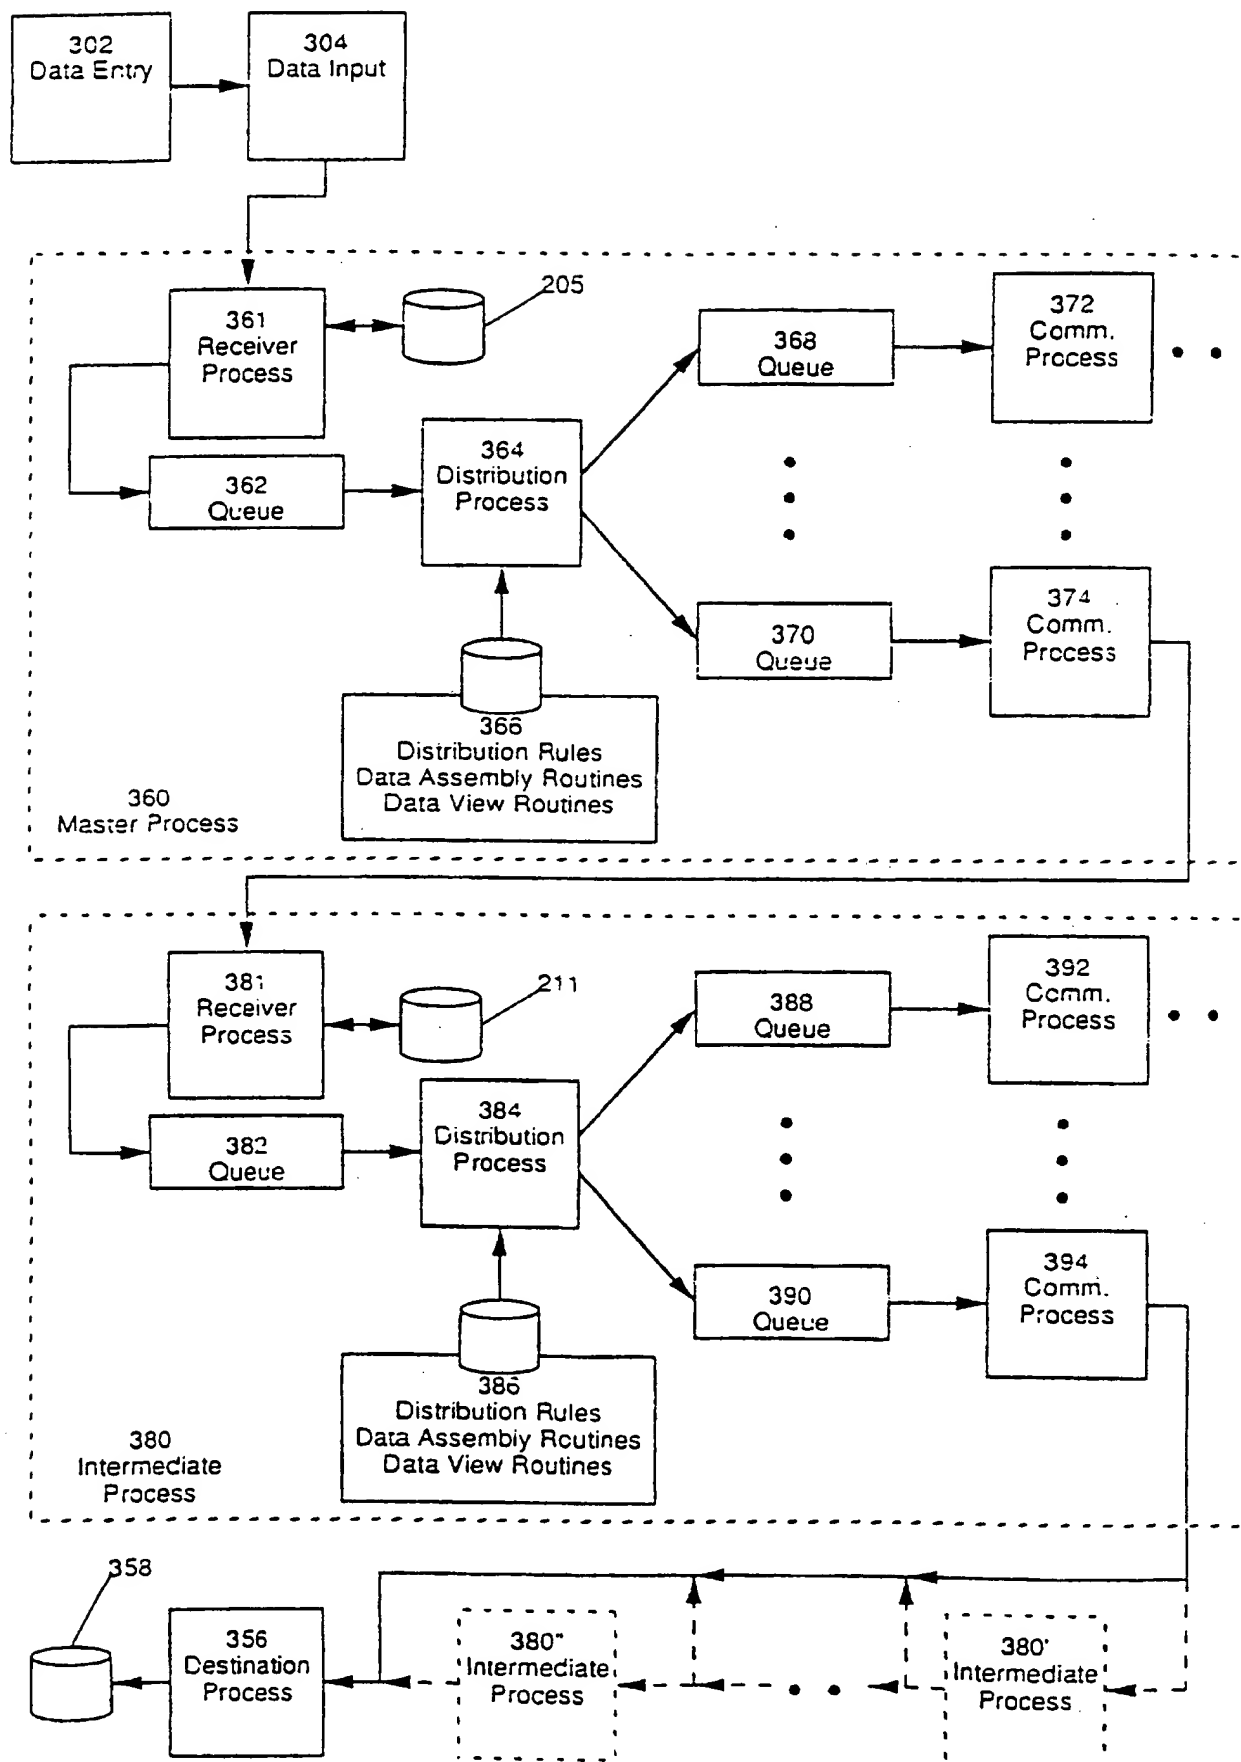 302
Data Entry
304
Data Input
361
Receiver
Process
205
368
Queue
372
Comm.
Process
362
Queue
364
Distribution
Process
370
Queue
374
Comm.
Process
366
Distribution Rules
Data Assembly Routines
Data View Routines
360
Master Process
381
Receiver
Process
211
388
Queue
392
Comm.
Process
382
Queue
384
Distribution
Process
390
Queue
394
Comm.
Process
386
Distribution Rules
Data Assembly Routines
Data View Routines
380
Intermediate
Process
358
356
Destination
Process
380"
Intermediate
Process
380'
Intermediate
Process